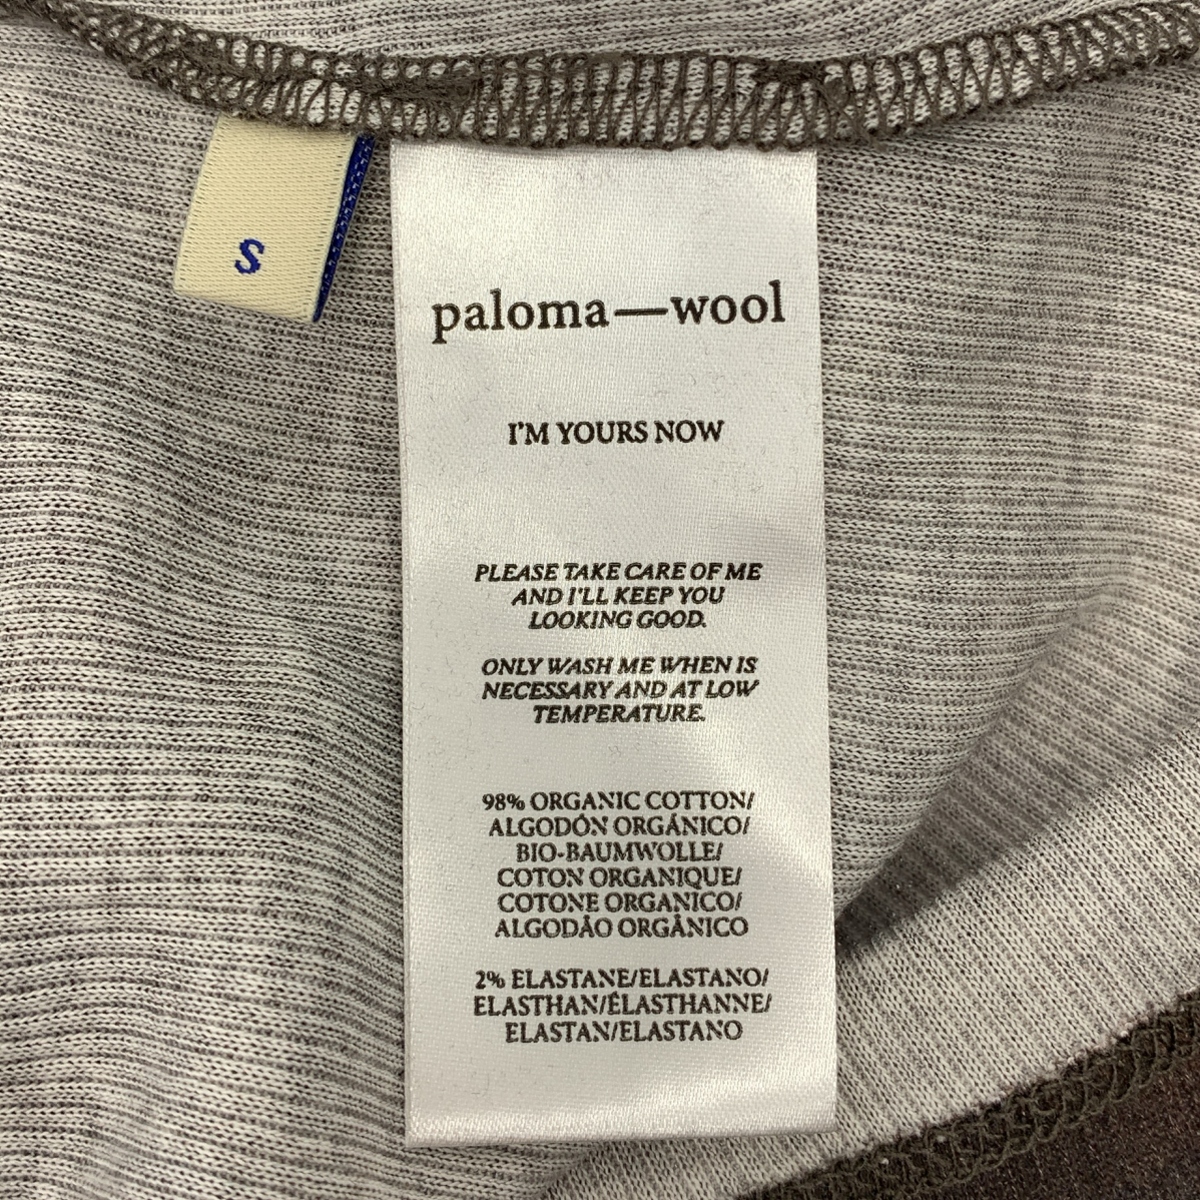 S
paloma—wool
I'M YOURS NOW
PLEASE TAKE CARE OF ME
AND I'LL KEEP YOU
LOOKING GOOD.
ONLY WASH ME WHEN IS
NECESSARY AND AT LOW
TEMPERATURE.
98% ORGANIC COTTON/
ALGODÓN ORGÁNICO/
BIO-BAUMWOLLE/
COTON ORGANIQUE/
COTONE ORGANICO/
ALGODÃO ORGÂNICO
2% ELASTANE/ELASTANO/
ELASTHAN/ÉLASTHANNE/
ELASTAN/ELASTANO